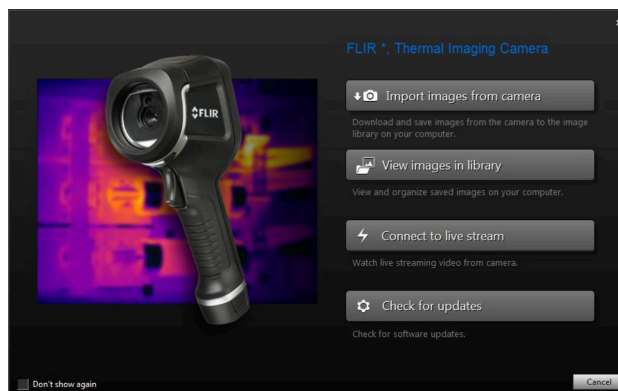 FLIR *, Thermal Imaging Camera
Import images from camera
Download and save images from the camera to the image
library on your computer.
View images in library
View and organize saved images on your computer.
Connect to live stream
Watch live streaming video from camera.
Check for updates
Check for software updates.
FLIR
Don't show again
Cancel